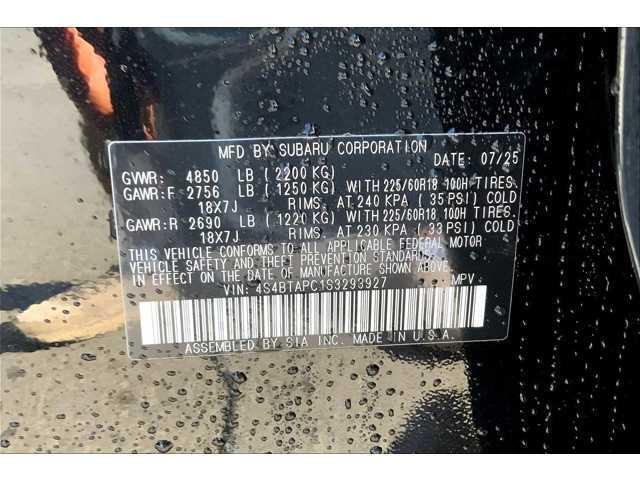 MFD BY SUBARU CORPORATION DATE: 07/25
GVWR: 4850 LB (2200 KG)
GAWR:F 2756 LB (1250 KG) WITH 225/60R18 100H TIRES.
18X7J RIMS, AT 240 KPA (35 PSI) COLD
GAWR:R 2690 LB (1220 KG) WITH 225/60R18 100H TIRES.
18X7J RIMS, AT 230 KPA (33 PSI) COLD
THIS VEHICLE CONFORMS TO ALL APPLICABLE FEDERAL MOTOR
VEHICLE SAFETY AND THEFT PREVENTION STANDARDS
IN EFFECT ON THE DATE OF MANUFACTURE SHOWN ABOVE.
VIN: 4S4BTAPC1S3293927 MPV
ASSEMBLED BY SIA INC. MADE IN U.S.A.